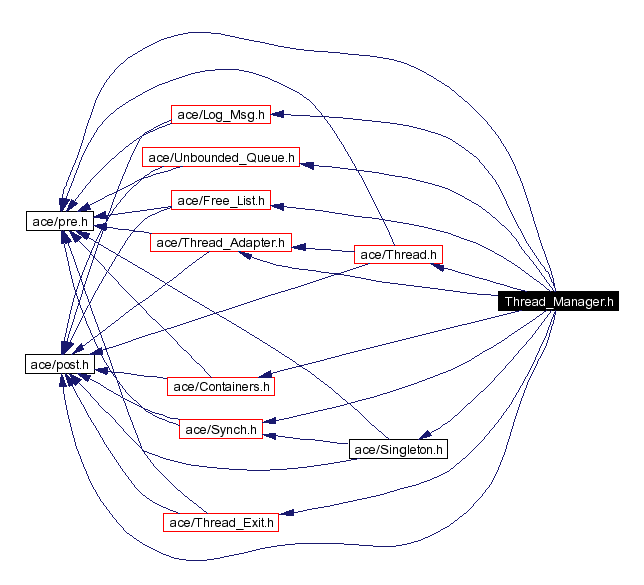 ace/Log_Msg.h
ace/Unbounded_Queue.h
ace/Free_List.h
ace/pre.h
ace/Thread_Adapter.h
ace/Thread.h
Thread_Manager.h
ace/post.h
ace/Containers.h
ace/Synch.h
ace/Singleton.h
ace/Thread_Exit.h